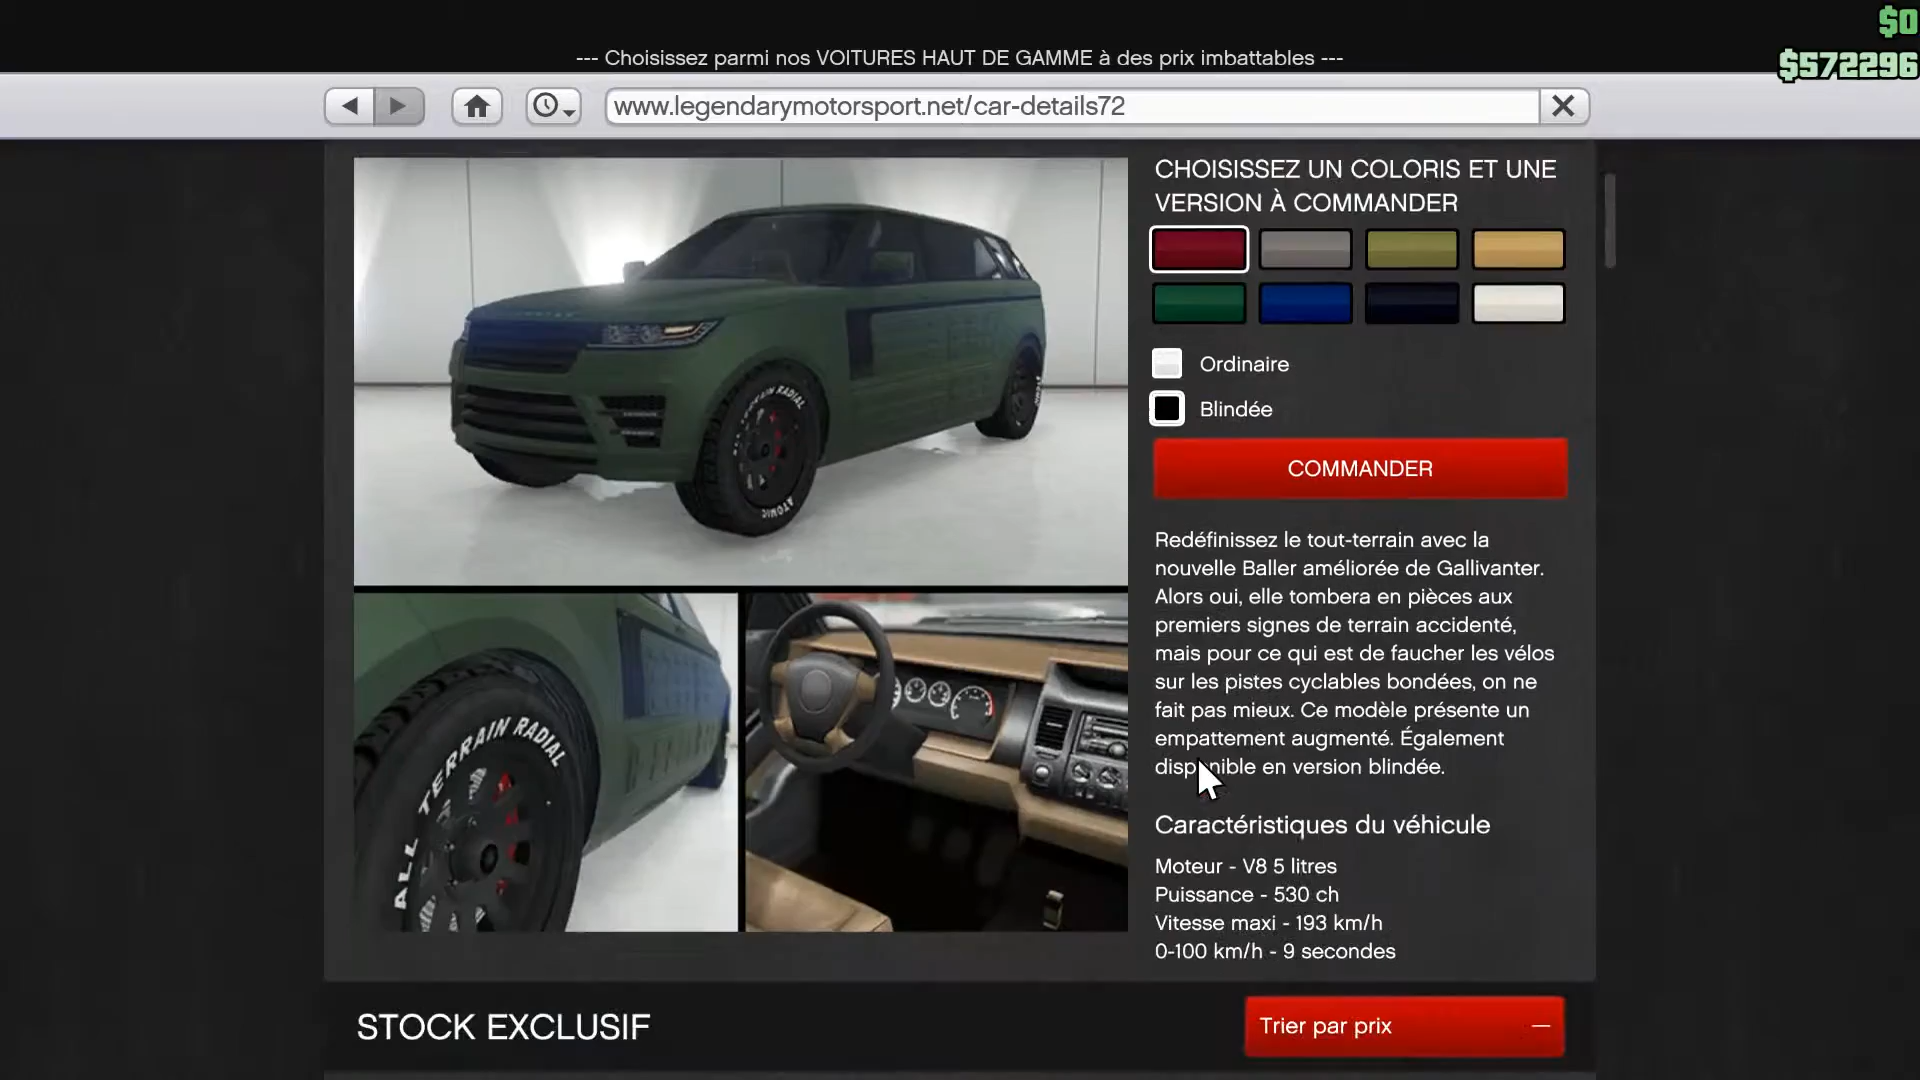 $0
--- Choisissez parmi nos VOITURES HAUT DE GAMME à des prix imbattables ---
$572296
www.legendarymotorsport.net/car-details72
CHOISISSEZ UN COLORIS ET UNE
VERSION À COMMANDER
Ordinaire
Blindée
COMMANDER
Redéfinissez le tout-terrain avec la
nouvelle Baller améliorée de Gallivanter.
Alors oui, elle tombera en pièces aux
premiers signes de terrain accidenté,
mais pour ce qui est de faucher les vélos
sur les pistes cyclables bondées, on ne
fait pas mieux. Ce modèle présente un
empattement augmenté. Également
disponible en version blindée.
Caractéristiques du véhicule
Moteur - V8 5 litres
Puissance - 530 ch
Vitesse maxi - 193 km/h
0-100 km/h - 9 secondes
ALL TERRAIN RADIAL
ATOMIC
ALL TERRAIN RADIAL
STOCK EXCLUSIF
Trier par prix